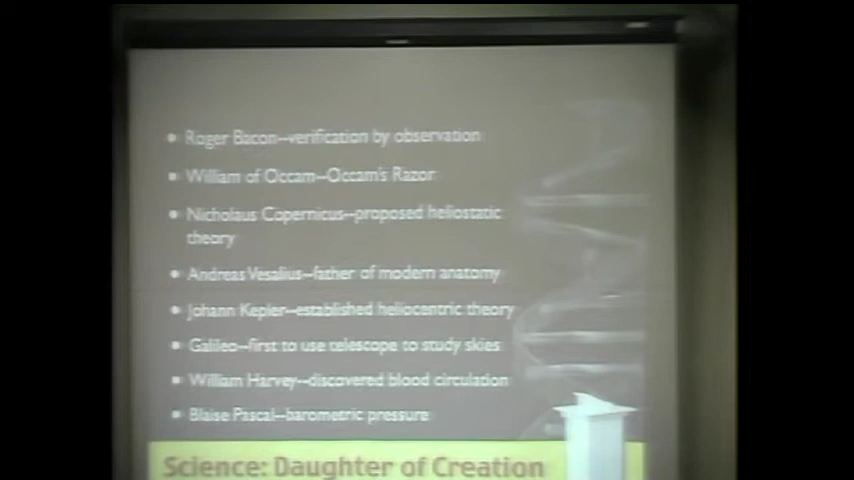 Roger Bacon--verification by observation
William of Occam--Occam's Razor
Nicholaus Copernicus--proposed heliostatic
theory
Andreas Vesalius--father of modern anatomy
Johann Kepler--established heliocentric theory
Galileo--first to use telescope to study skies
William Harvey--discovered blood circulation
Blaise Pascal--barometric pressure
Science: Daughter of Creation